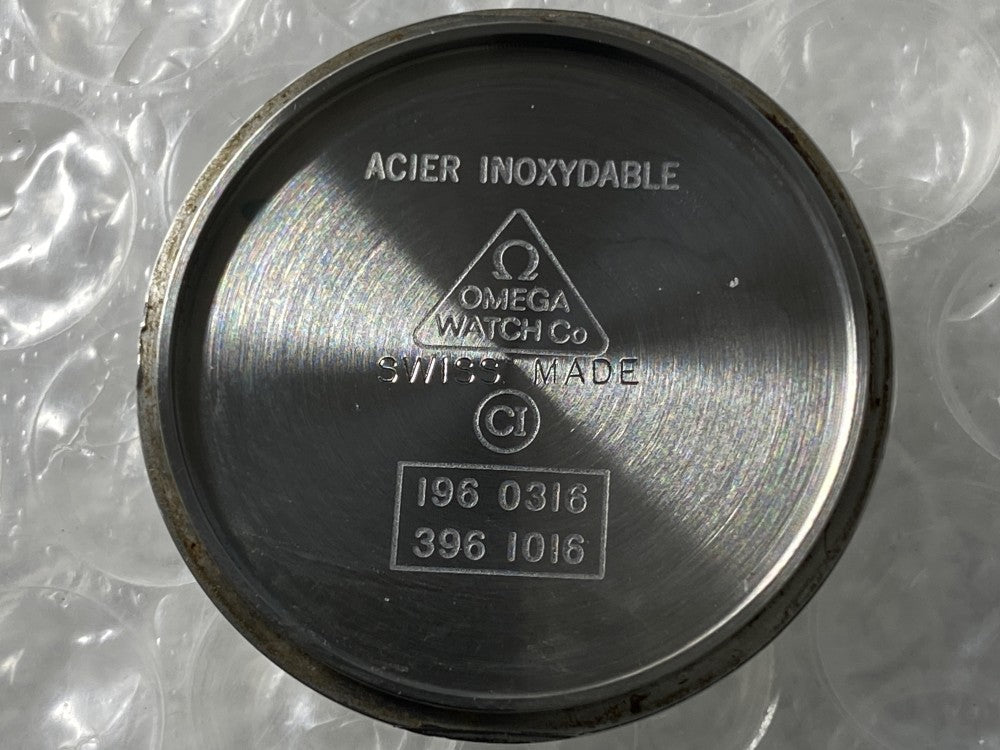 ACIER INOXYDABLE
Ω
OMEGA
WATCH Co
SWISS MADE
CI
196 0316
396 1016